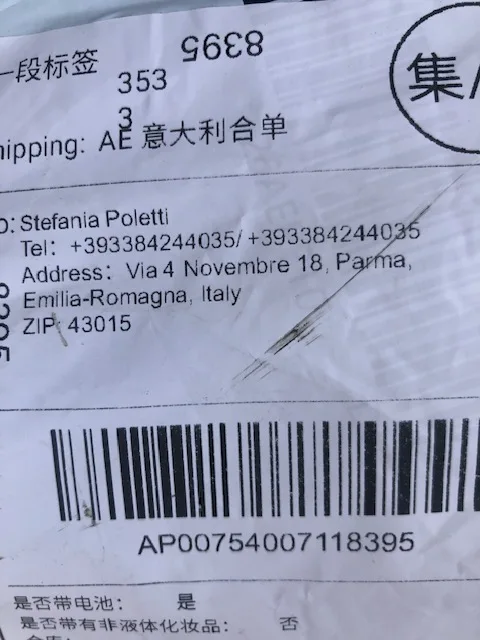 一段标签
8395
集/
353
3
hipping: AE 意大利合单
o: Stefania Poletti
Tel: +393384244035/ +393384244035
Address: Via 4 Novembre 18, Parma,
Emilia-Romagna, Italy
ZIP: 43015
8395
AP00754007118395
是否带电池: 是
是否带有非液体化妆品: 否